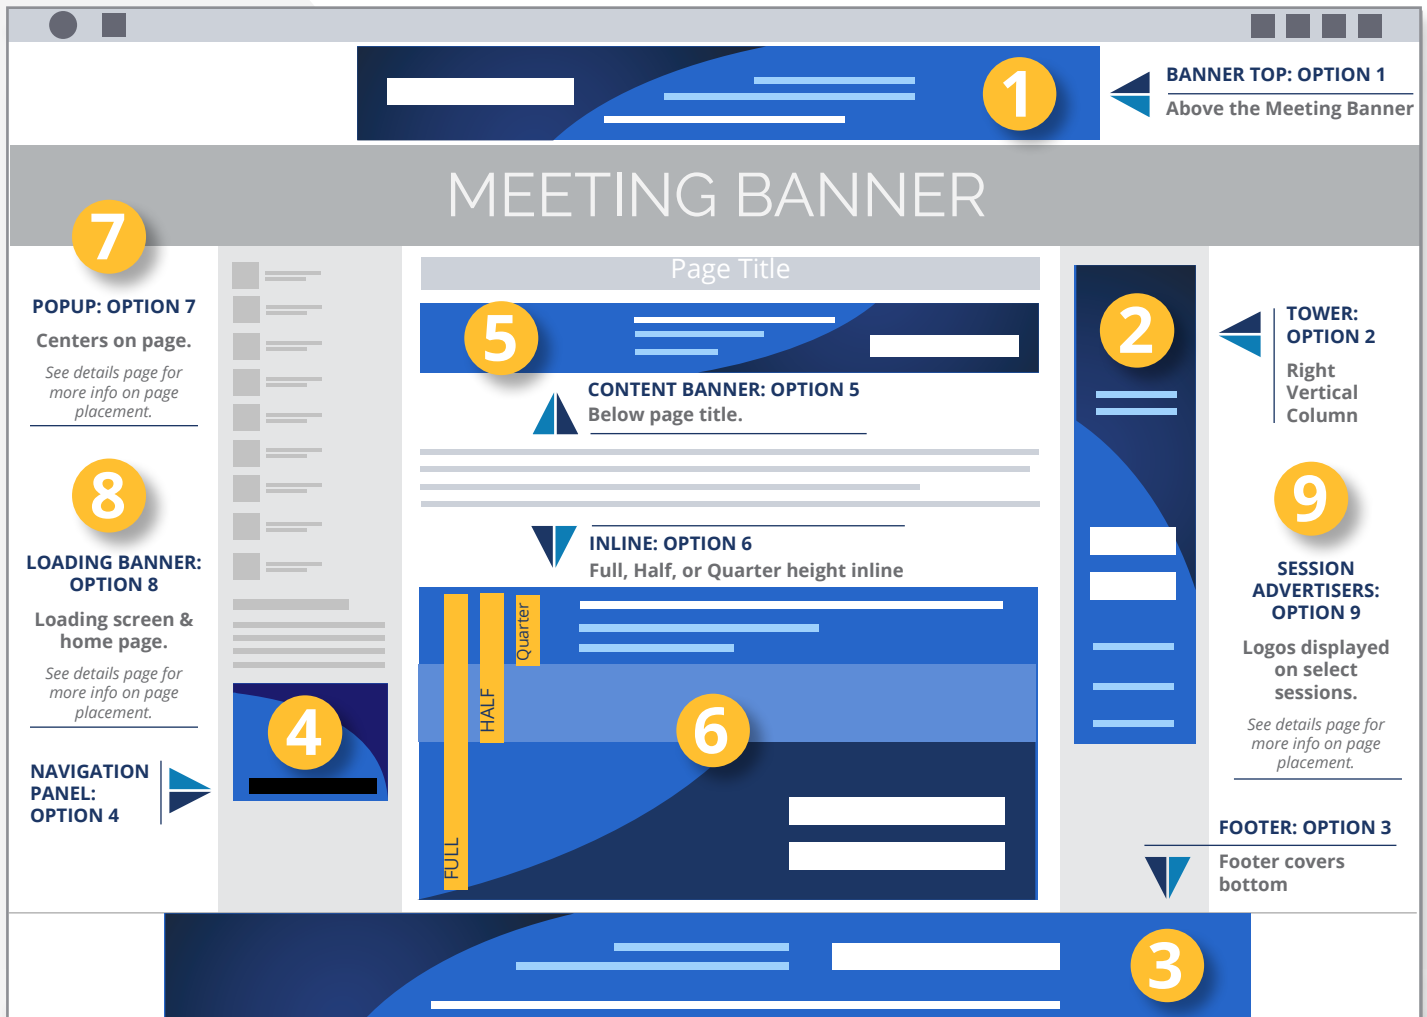 1
BANNER TOP: OPTION 1
Above the Meeting Banner
MEETING BANNER
7
POPUP: OPTION 7
Centers on page.
See details page for
more info on page
placement.
8
LOADING BANNER:
OPTION 8
Loading screen &
home page.
See details page for
more info on page
placement.
NAVIGATION
PANEL:
OPTION 4
4
Page Title
5
CONTENT BANNER: OPTION 5
Below page title.
INLINE: OPTION 6
Full, Half, or Quarter height inline
FULL
HALF
Quarter
6
2
TOWER:
OPTION 2
Right
Vertical
Column
9
SESSION
ADVERTISERS:
OPTION 9
Logos displayed
on select
sessions.
See details page for
more info on page
placement.
FOOTER: OPTION 3
Footer covers
bottom
3